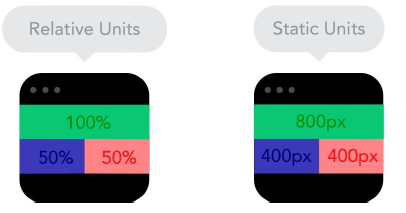 Relative Units
Static Units
100%
50%
50%
800px
400px
400px